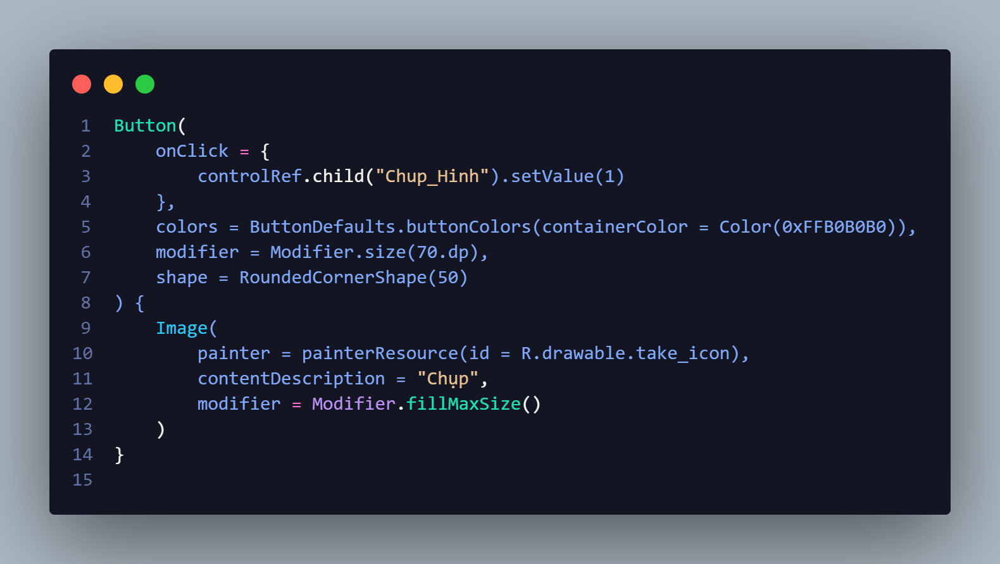 1 Button(
2     onClick = {
3         controlRef.child("Chup_Hinh").setValue(1)
4     },
5     colors = ButtonDefaults.buttonColors(containerColor = Color(0xFFB0B0B0)),
6     modifier = Modifier.size(70.dp),
7     shape = RoundedCornerShape(50)
8 ) {
9     Image(
10         painter = painterResource(id = R.drawable.take_icon),
11         contentDescription = "Chụp",
12         modifier = Modifier.fillMaxSize()
13     )
14 }
15